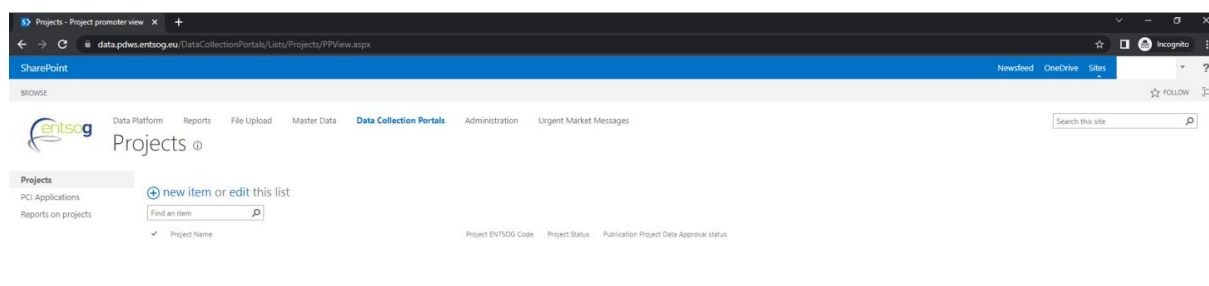 Projects - Project promoter view
data.pdws.entsog.eu/DataCollectionPortals/Lists/Projects/PPView.aspx
Incognito
SharePoint
Newsfeed OneDrive Sites
?
BROWSE
FOLLOW
entsog
Data Platform Reports File Upload Master Data Data Collection Portals Administration Urgent Market Messages
Search this site
Projects
Projects
PCI Applications
Reports on projects
new item or edit this list
Find an item
Project Name Project ENTSOG Code Project Status Publication Project Data Approval status